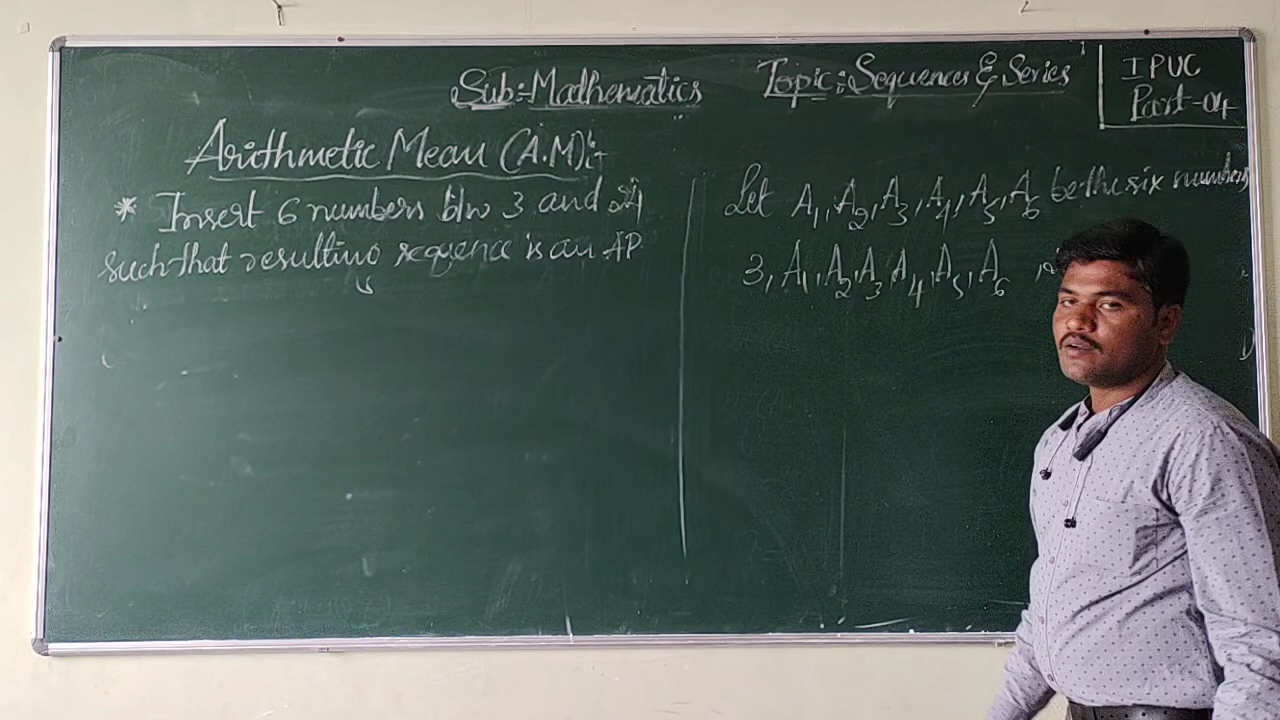 Sub:- Mathematics
Topic:- Sequences & Series
I PUC
Part-04
Arithmetic Mean (A.M):-
* Insert 6 numbers b/w 3 and 24
such that resulting sequence is an AP
Let A₁, A₂, A₃, A₄, A₅, A₆ be the six numbers
3, A₁, A₂, A₃, A₄, A₅, A₆,